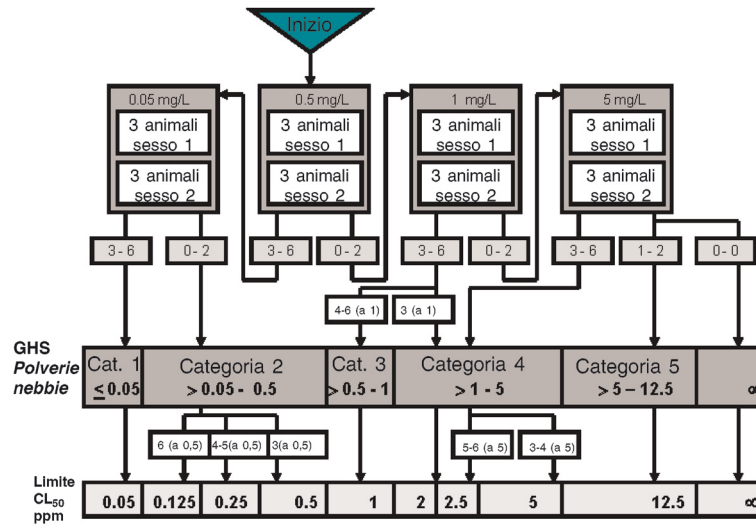 Inizio
0.05 mg/L
0.5 mg/L
1 mg/L
5 mg/L
3 animali
sesso 1
3 animali
sesso 1
3 animali
sesso 1
3 animali
sesso 1
3 animali
sesso 2
3 animali
sesso 2
3 animali
sesso 2
3 animali
sesso 2
3 - 6
0 - 2
3 - 6
0 - 2
3 - 6
0 - 2
3 - 6
1 - 2
0 - 0
4-6 (a 1)
3 (a 1)
GHS
Polverie
nebbie
Cat. 1
≤ 0.05
Categoria 2
> 0.05 - 0.5
Cat. 3
> 0.5 - 1
Categoria 4
> 1 - 5
Categoria 5
> 5 – 12.5
∞
6 (a 0,5)
4-5(a 0,5)
3(a 0,5)
5-6 (a 5)
3-4 (a 5)
Limite
CL50
ppm
0.05
0.125
0.25
0.5
1
2
2.5
5
12.5
∞